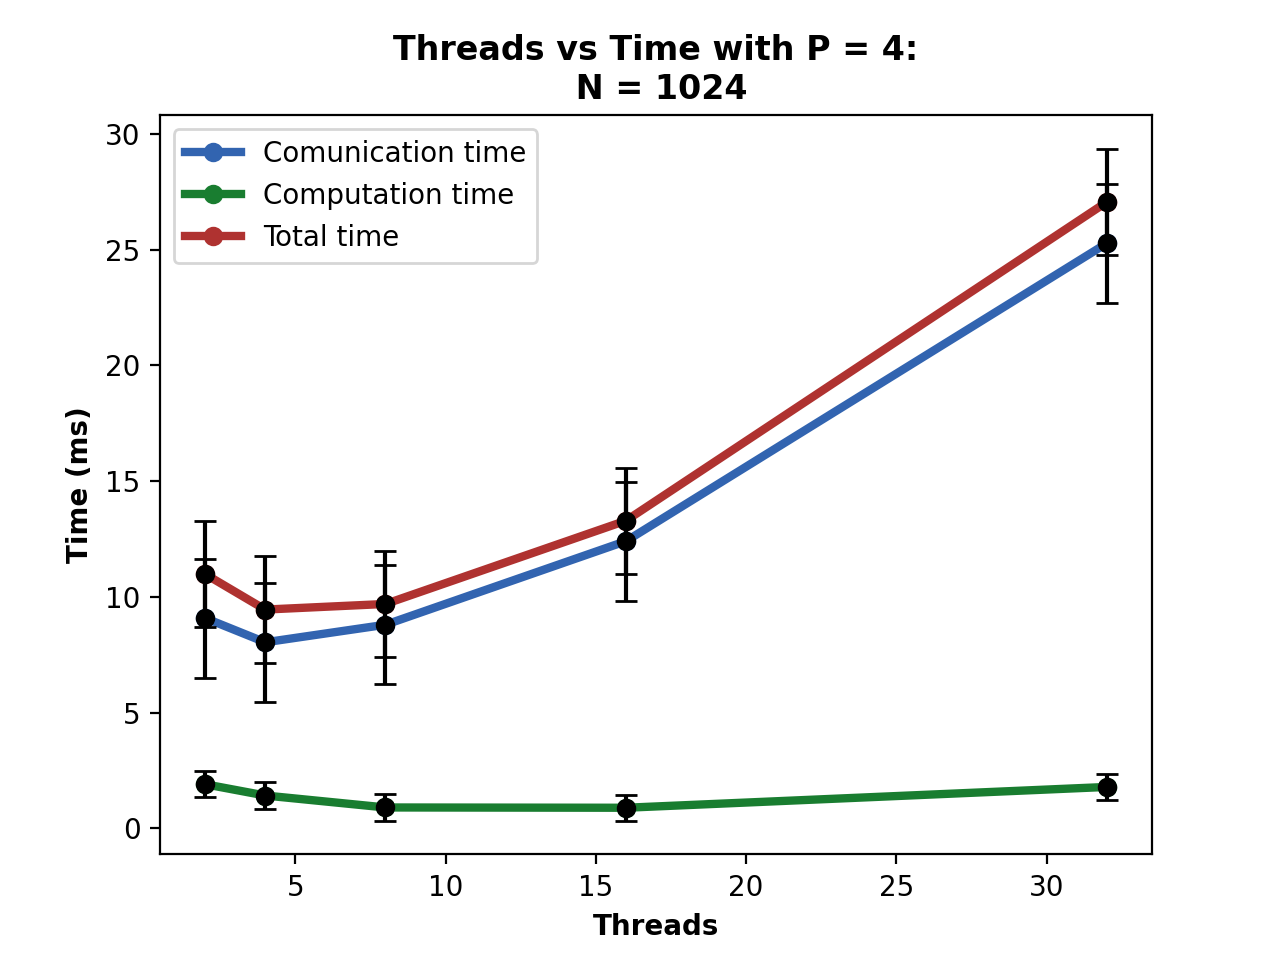 Threads vs Time with P = 4:
N = 1024
Comunication time
Computation time
Total time
Time (ms)
30
25
20
15
10
5
0
5 10 15 20 25 30
Threads